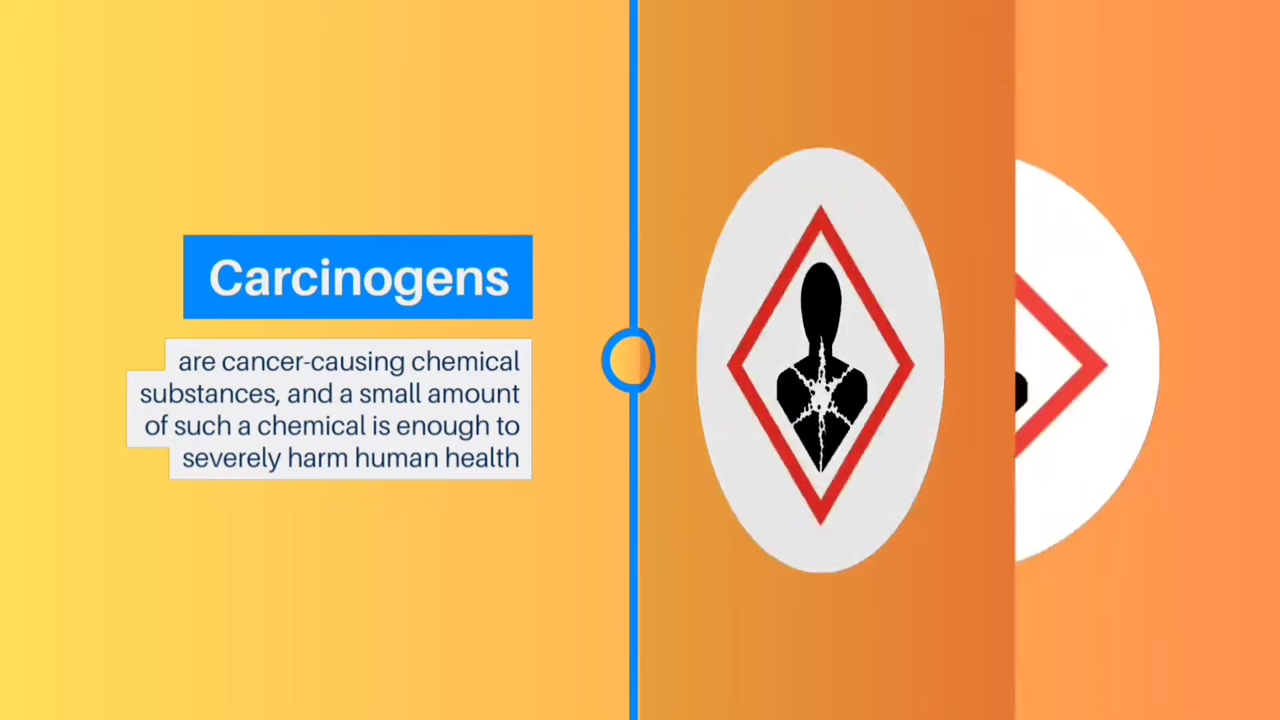 Carcinogens
are cancer-causing chemical
substances, and a small amount
of such a chemical is enough to
severely harm human health